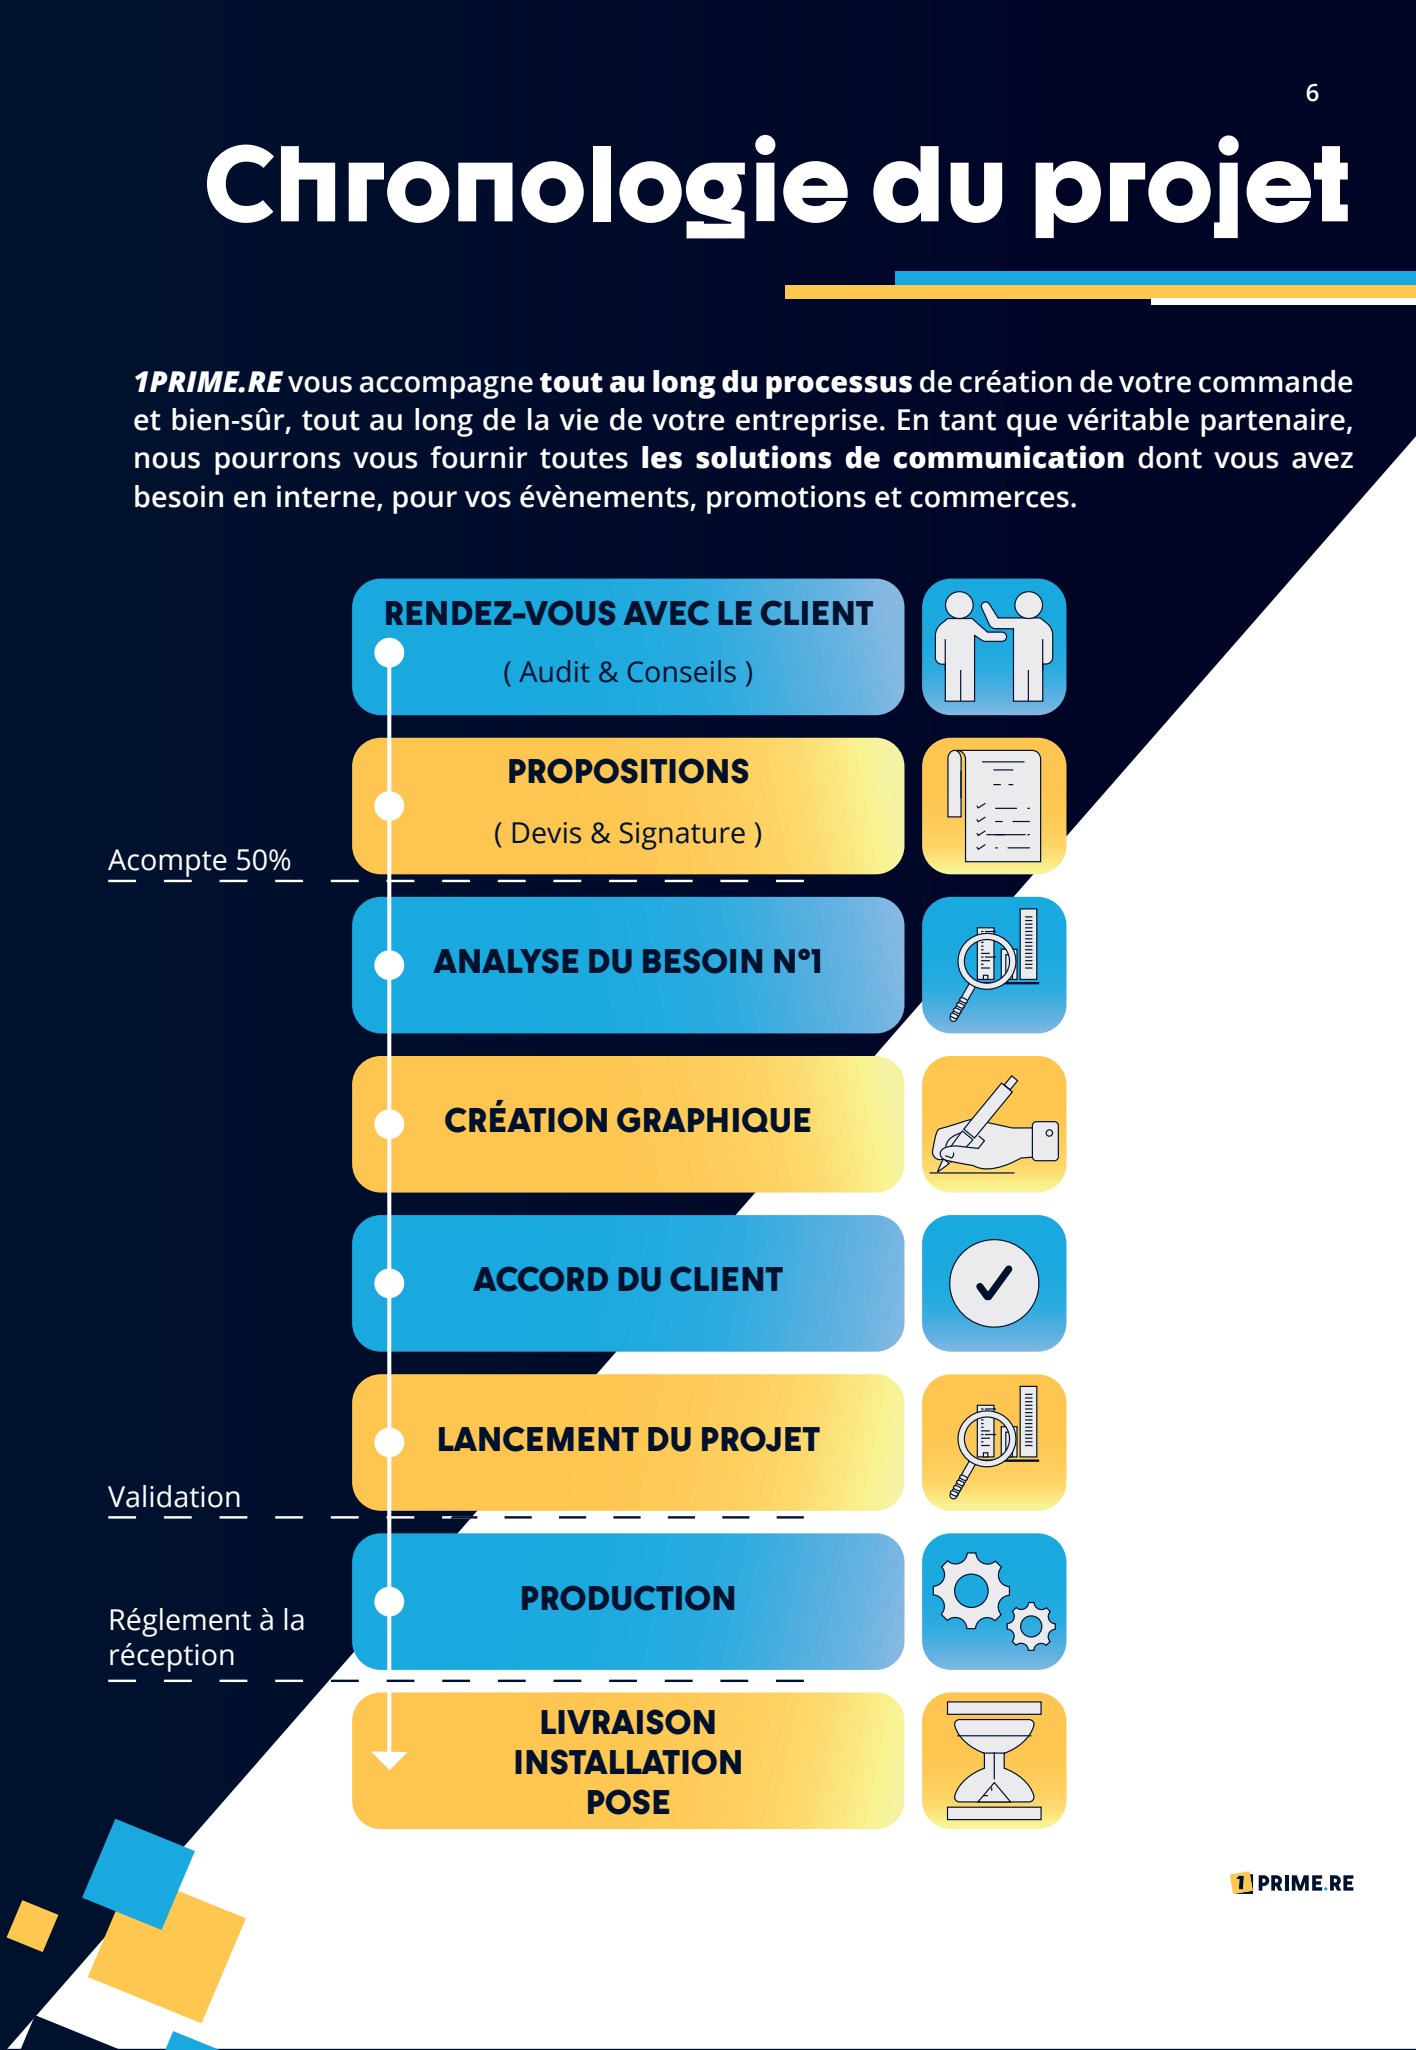 6
Chronologie du projet
1PRIME.RE vous accompagne tout au long du processus de création de votre commande
et bien-sûr, tout au long de la vie de votre entreprise. En tant que véritable partenaire,
nous pourrons vous fournir toutes les solutions de communication dont vous avez
besoin en interne, pour vos évènements, promotions et commerces.
RENDEZ-VOUS AVEC LE CLIENT
( Audit & Conseils )
PROPOSITIONS
( Devis & Signature )
Acompte 50%
ANALYSE DU BESOIN N°1
CRÉATION GRAPHIQUE
ACCORD DU CLIENT
LANCEMENT DU PROJET
Validation
PRODUCTION
Réglement à la
réception
LIVRAISON
INSTALLATION
POSE
1 PRIME.RE